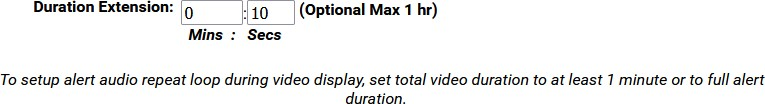 Duration Extension: 0 : 10 (Optional Max 1 hr)
Mins : Secs
To setup alert audio repeat loop during video display, set total video duration to at least 1 minute or to full alert
duration.